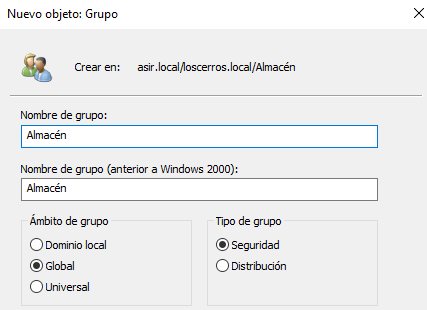 Nuevo objeto: Grupo
Crear en: asir.local/loscerros.local/Almacén
Nombre de grupo:
Almacén
Nombre de grupo (anterior a Windows 2000):
Almacén
Ámbito de grupo
Dominio local
Global
Universal
Tipo de grupo
Seguridad
Distribución